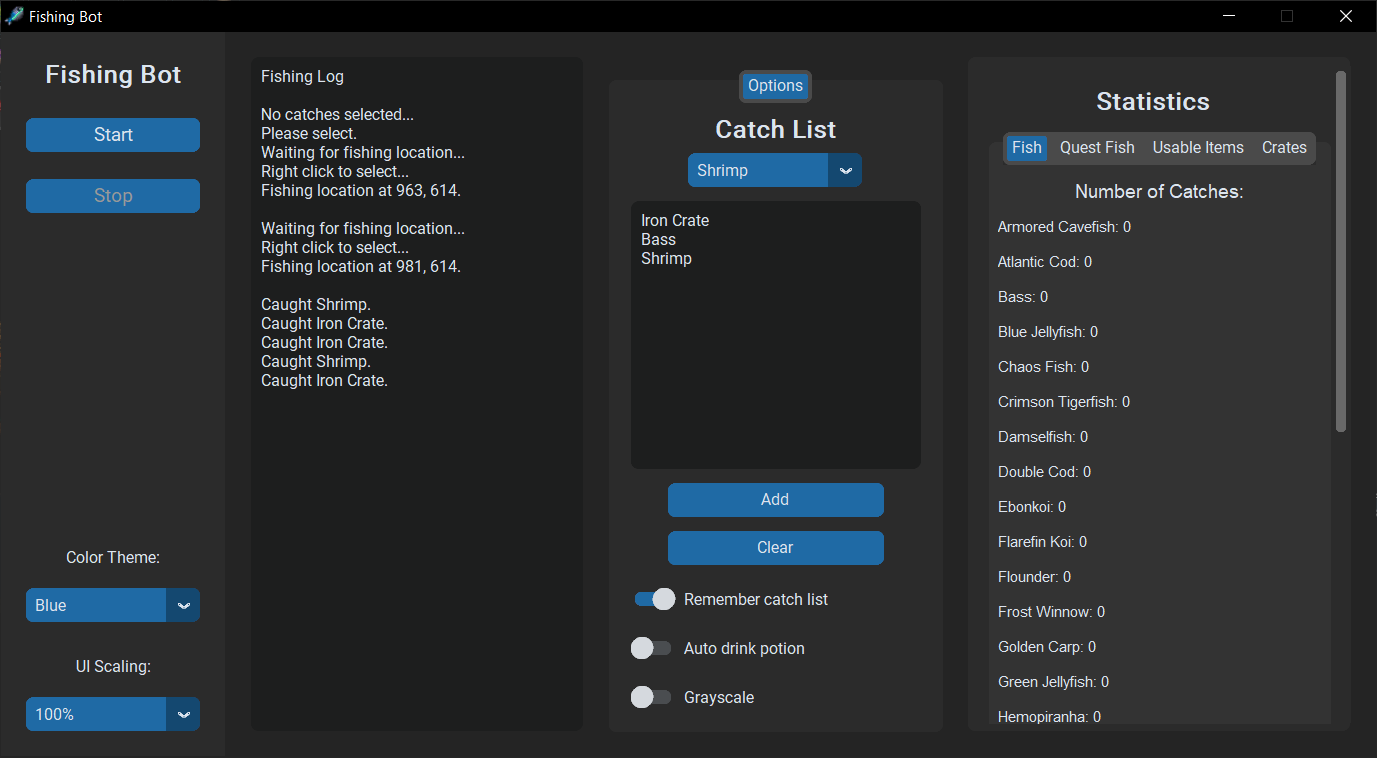 Fishing Bot
Fishing Bot
Start
Stop
Color Theme:
Blue
UI Scaling:
100%
Fishing Log
No catches selected...
Please select.
Waiting for fishing location...
Right click to select...
Fishing location at 963, 614.
Waiting for fishing location...
Right click to select...
Fishing location at 981, 614.
Caught Shrimp.
Caught Iron Crate.
Caught Iron Crate.
Caught Shrimp.
Caught Iron Crate.
Options
Catch List
Shrimp
Iron Crate
Bass
Shrimp
Add
Clear
Remember catch list
Auto drink potion
Grayscale
Statistics
Fish Quest Fish Usable Items Crates
Number of Catches:
Armored Cavefish: 0
Atlantic Cod: 0
Bass: 0
Blue Jellyfish: 0
Chaos Fish: 0
Crimson Tigerfish: 0
Damselfish: 0
Double Cod: 0
Ebonkoi: 0
Flarefin Koi: 0
Flounder: 0
Frost Winnow: 0
Golden Carp: 0
Green Jellyfish: 0
Hemopiranha: 0